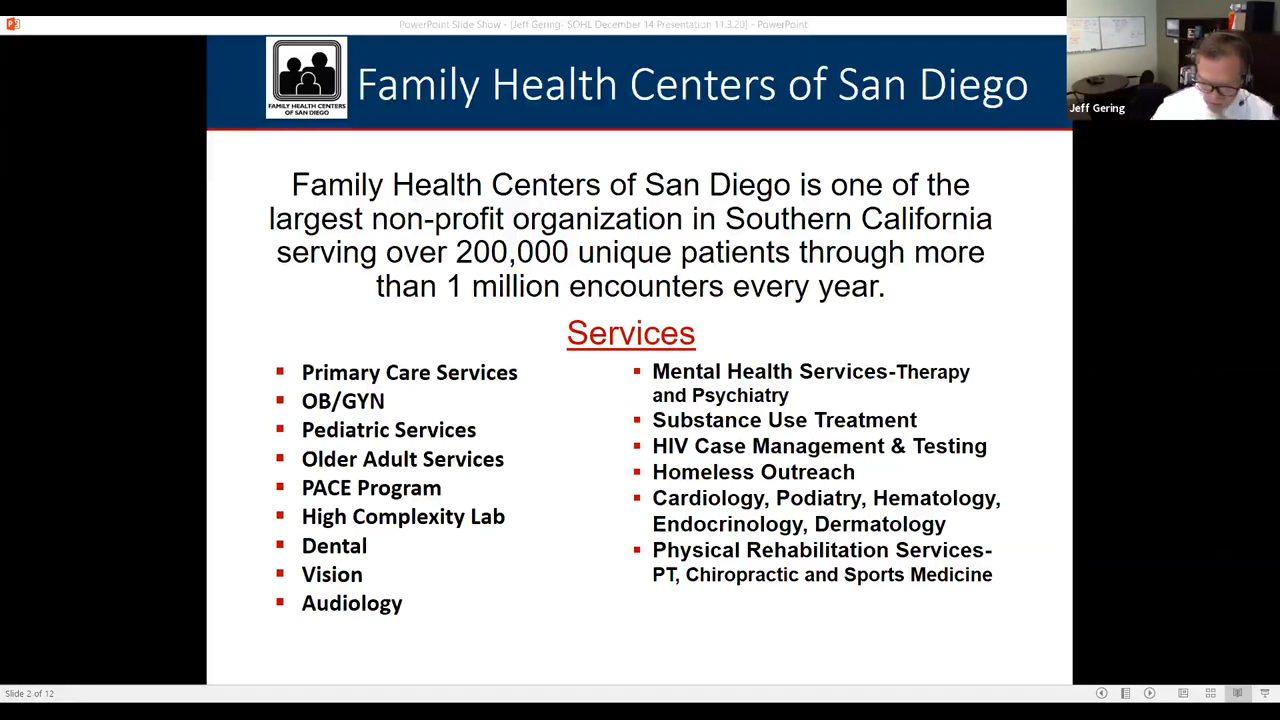 PowerPoint Slide Show - [Jeff Gering- SOHL December 14 Presentation 11.3.20] - PowerPoint
FAMILY HEALTH CENTERS
OF SAN DIEGO
Family Health Centers of San Diego
Jeff Gering
Family Health Centers of San Diego is one of the
largest non-profit organization in Southern California
serving over 200,000 unique patients through more
than 1 million encounters every year.
Services
Primary Care Services
OB/GYN
Pediatric Services
Older Adult Services
PACE Program
High Complexity Lab
Dental
Vision
Audiology
Mental Health Services-Therapy
and Psychiatry
Substance Use Treatment
HIV Case Management & Testing
Homeless Outreach
Cardiology, Podiatry, Hematology,
Endocrinology, Dermatology
Physical Rehabilitation Services-
PT, Chiropractic and Sports Medicine
Slide 2 of 12